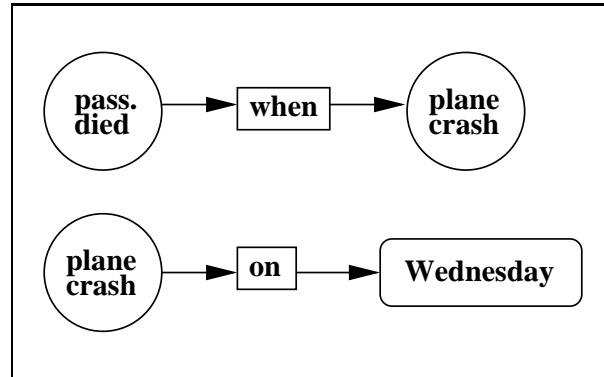 pass.
died
when
plane
crash
plane
crash
on
Wednesday